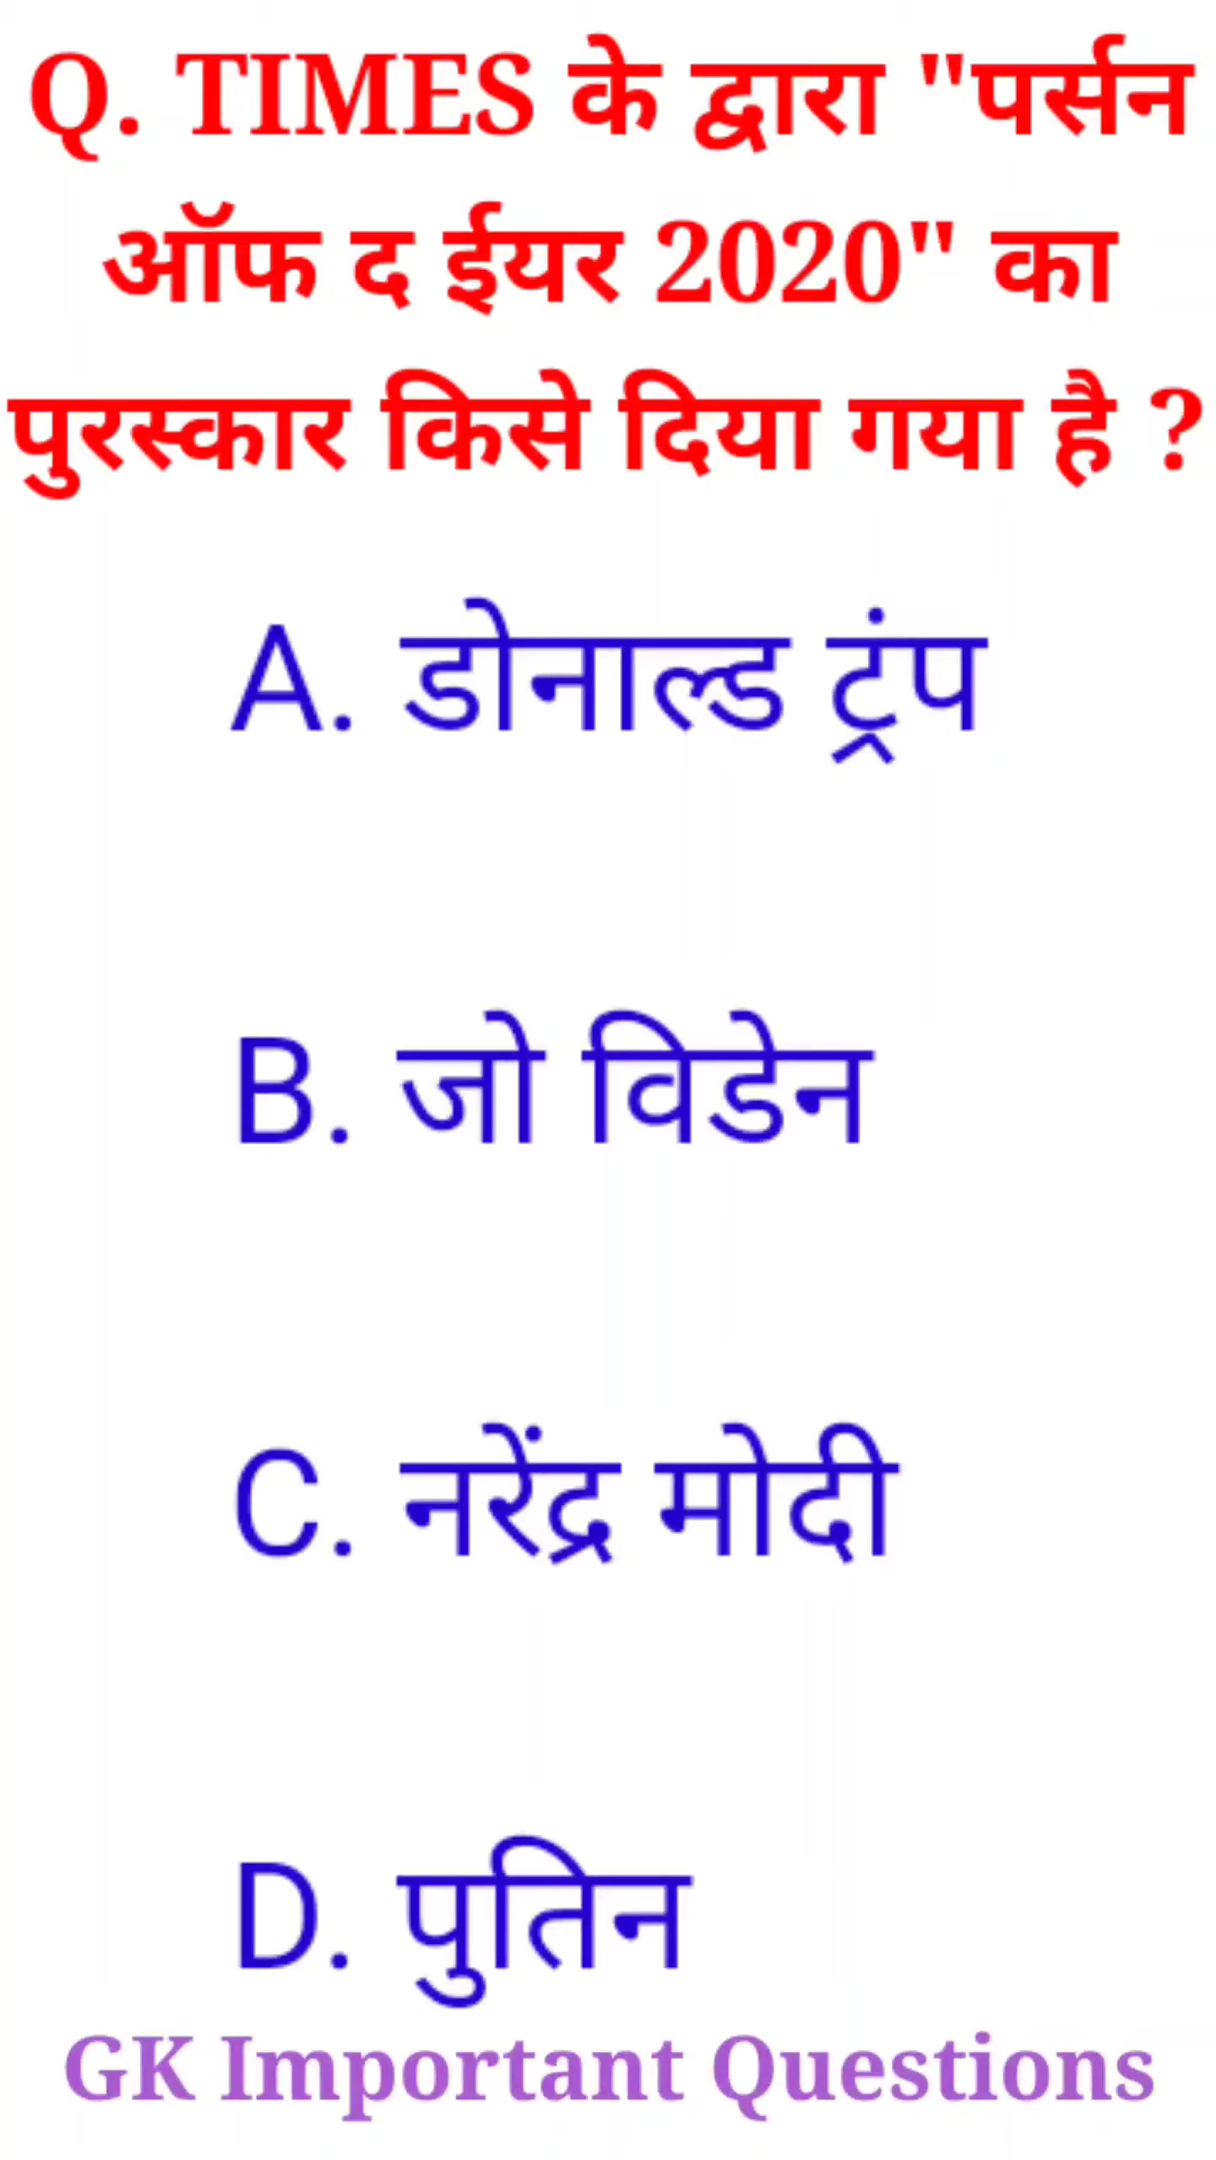 Q. TIMES के द्वारा "पर्सन
ऑफ द ईयर 2020" का
पुरस्कार किसे दिया गया है ?
A. डोनाल्ड ट्रंप
B. जो विडेन
C. नरेंद्र मोदी
D. पुतिन
GK Important Questions